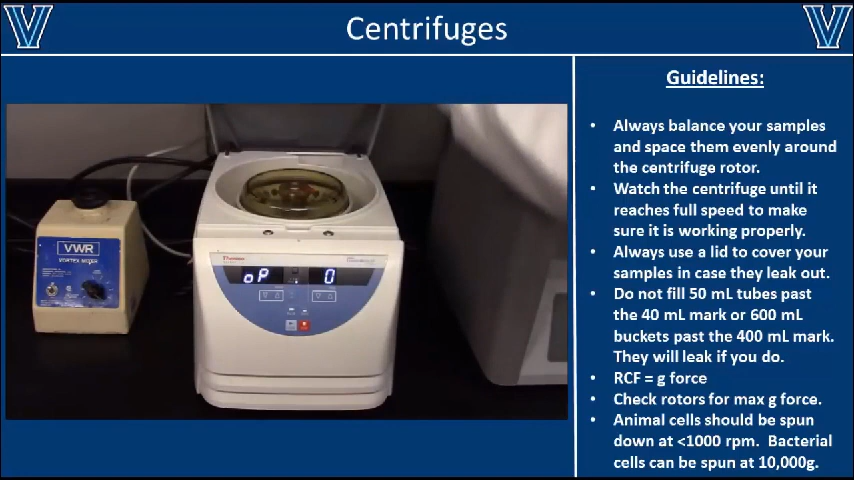 Centrifuges
Guidelines:
• Always balance your samples
and space them evenly around
the centrifuge rotor.
• Watch the centrifuge until it
reaches full speed to make
sure it is working properly.
• Always use a lid to cover your
samples in case they leak out.
• Do not fill 50 mL tubes past
the 40 mL mark or 600 mL
buckets past the 400 mL mark.
They will leak if you do.
• RCF = g force
• Check rotors for max g force.
• Animal cells should be spun
down at <1000 rpm.  Bacterial
cells can be spun at 10,000g.
VWR
VORTEX MIXER
oP 0